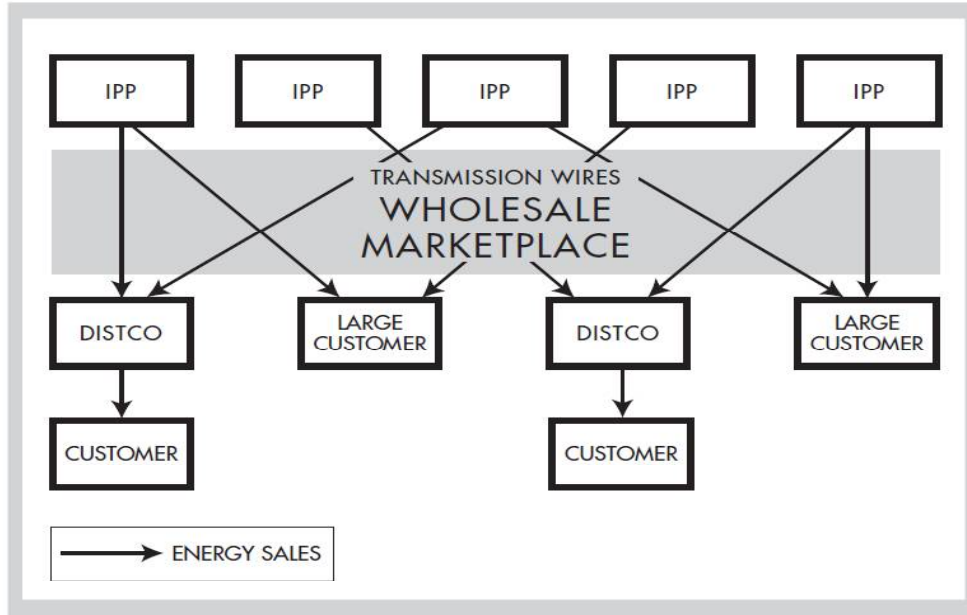 IPP
IPP
IPP
IPP
IPP
TRANSMISSION WIRES
WHOLESALE
MARKETPLACE
DISTCO
LARGE
CUSTOMER
DISTCO
LARGE
CUSTOMER
CUSTOMER
CUSTOMER
ENERGY SALES